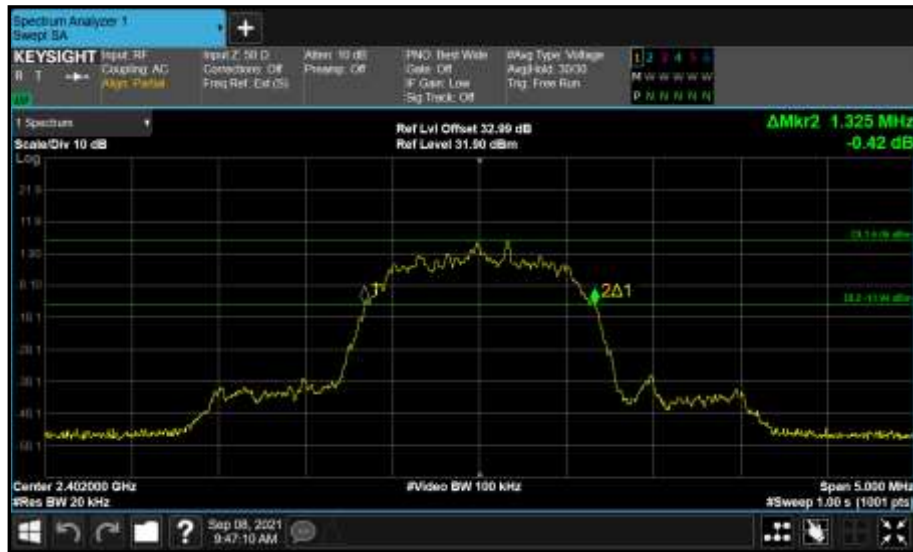 Spectrum Analyzer 1
Swept SA
+
KEYSIGHT
R T
Input: RF
Coupling: AC
Align: Partial
Input Z: 50 Ω
Corrections: Off
Freq Ref: Ext (S)
Atten: 10 dB
Preamp: Off
PNO: Best Wide
Gate: Off
IF Gain: Low
Sig Track: Off
#Avg Type: Voltage
Avg|Hold: 30/30
Trig: Free Run
1 2 3 4 5 6
M W W W W W
P N N N N N
1 Spectrum
Scale/Div 10 dB
Ref Lvl Offset 32.99 dB
Ref Level 31.90 dBm
ΔMkr2 1.325 MHz
-0.42 dB
Log
21.9
11.9
1.90
-8.10
-18.1
-28.1
-38.1
-48.1
-58.1
1
2Δ1
Center 2.402000 GHz
#Res BW 20 kHz
#Video BW 100 kHz
Span 5.000 MHz
#Sweep 1.00 s (1001 pts)
?
Sep 08, 2021
9:47:10 AM